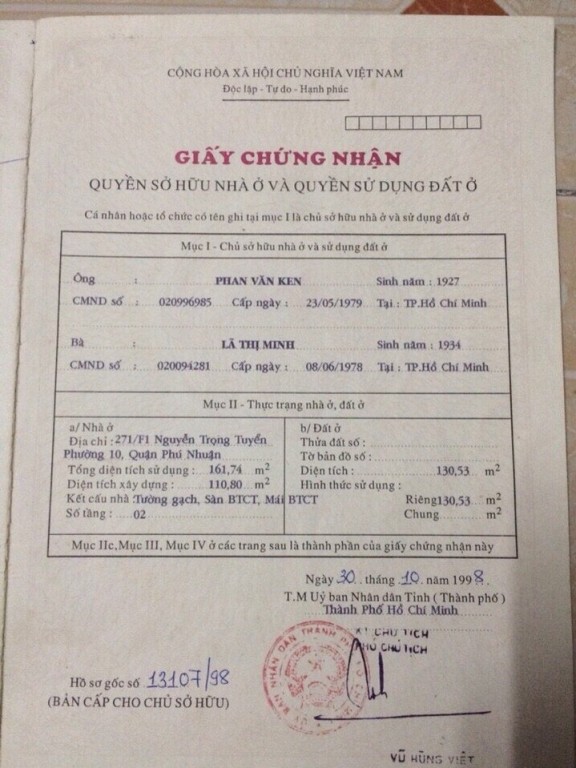 CỘNG HÒA XÃ HỘI CHỦ NGHĨA VIỆT NAM
Độc lập - Tự do - Hạnh phúc
GIẤY CHỨNG NHẬN
QUYỀN SỞ HỮU NHÀ Ở VÀ QUYỀN SỬ DỤNG ĐẤT Ở
Cá nhân hoặc tổ chức có tên ghi tại mục I là chủ sở hữu nhà ở và sử dụng đất ở
Mục I - Chủ sở hữu nhà ở và sử dụng đất ở
Ông : PHAN VĂN KEN Sinh năm : 1927
CMND số : 020996985 Cấp ngày : 23/05/1979 Tại : TP.Hồ Chí Minh
Bà : LÃ THỊ MINH Sinh năm : 1934
CMND số : 020094281 Cấp ngày : 08/06/1978 Tại : TP.Hồ Chí Minh
Mục II - Thực trạng nhà ở, đất ở
a/ Nhà ở
Địa chỉ : 271/F1 Nguyễn Trọng Tuyển
Phường 10, Quận Phú Nhuận
Tổng diện tích sử dụng : 161,74 m2
Diện tích xây dựng : 110,80 m2
Kết cấu nhà : Tường gạch, Sàn BTCT, Mái BTCT
Số tầng : 02
b/ Đất ở
Thửa đất số :
Tờ bản đồ số :
Diện tích : 130,53 m2
Hình thức sử dụng :
Riêng 130,53 m2
Chung m2
Mục IIc, Mục III, Mục IV ở các trang sau là thành phần của giấy chứng nhận này
Ngày 30 tháng 10 năm 1998
T.M Uỷ ban Nhân dân Tỉnh ( Thành phố )
Thành Phố Hồ Chí Minh
KT CHỦ TỊCH
PHÓ CHỦ TỊCH
Hồ sơ gốc số 13107/98
(BẢN CẤP CHO CHỦ SỞ HỮU)
VŨ HÙNG VIỆT